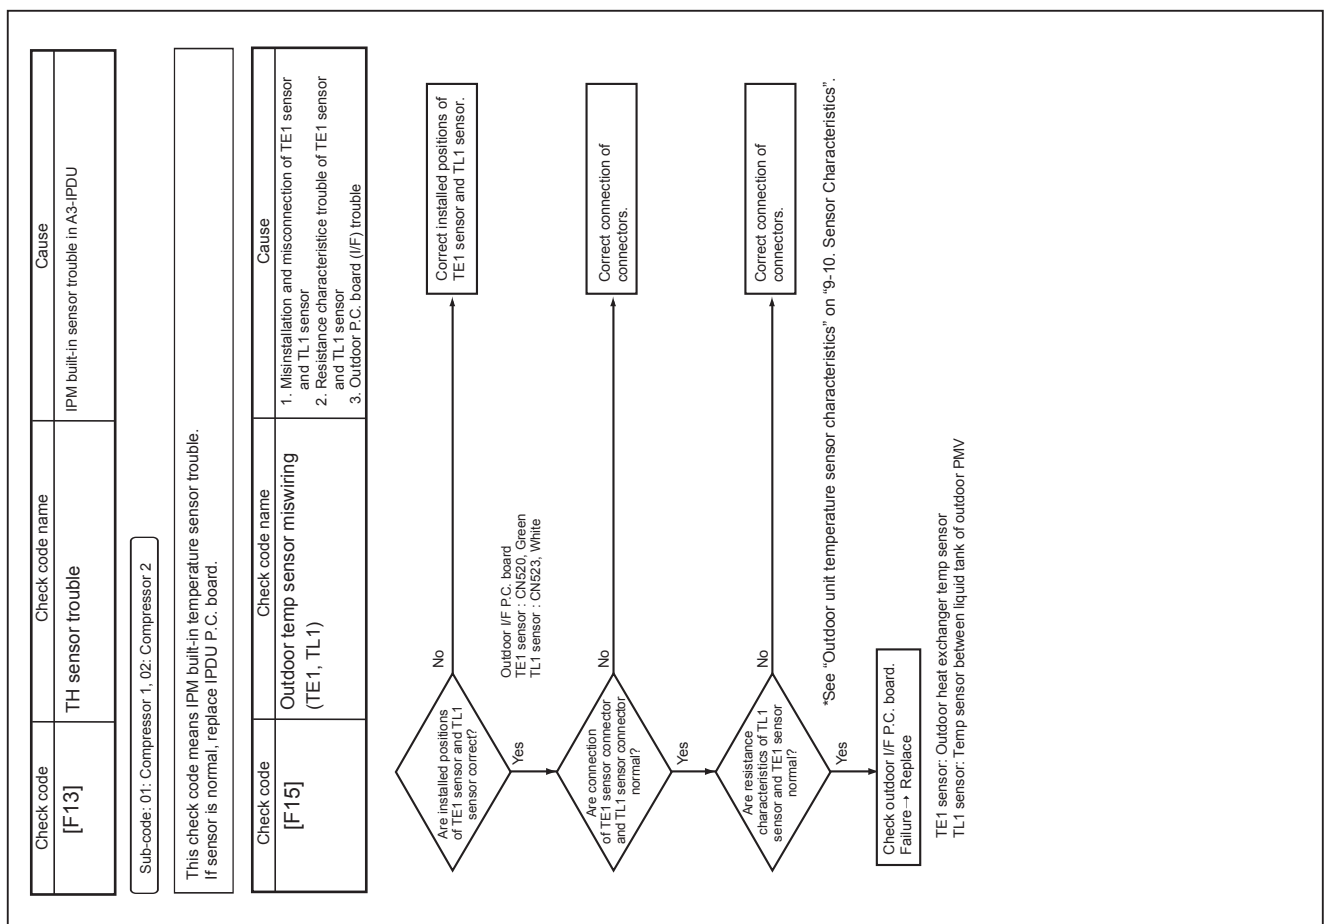 Check code
Check code name
Cause
[F13]
TH sensor trouble
IPM built-in sensor trouble in A3-IPDU
Sub-code: 01: Compressor 1, 02: Compressor 2
This check code means IPM built-in temperature sensor trouble.
If sensor is normal, replace IPDU P.C. board.
Check code
Check code name
Cause
[F15]
Outdoor temp sensor miswiring
(TE1, TL1)
1. Misinstallation and misconnection of TE1 sensor
and TL1 sensor
2. Resistance characteristice trouble of TE1 sensor
and TL1 sensor
3. Outdoor P.C. board (I/F) trouble
Are installed positions
of TE1 sensor and TL1
sensor correct?
No
Correct installed positions of
TE1 sensor and TL1 sensor.
Yes
Outdoor I/F P.C. board
TE1 sensor : CN520, Green
TL1 sensor : CN523, White
Are connection
of TE1 sensor connector
and TL1 sensor connector
normal?
No
Correct connection of
connectors.
Yes
Are resistance
characteristics of TL1
sensor and TE1 sensor
normal?
No
Correct connection of
connectors.
Yes
*See “Outdoor unit temperature sensor characteristics” on “9-10. Sensor Characteristics”.
Check outdoor I/F P.C. board.
Failure→ Replace
TE1 sensor: Outdoor heat exchanger temp sensor
TL1 sensor: Temp sensor between liquid tank of outdoor PMV